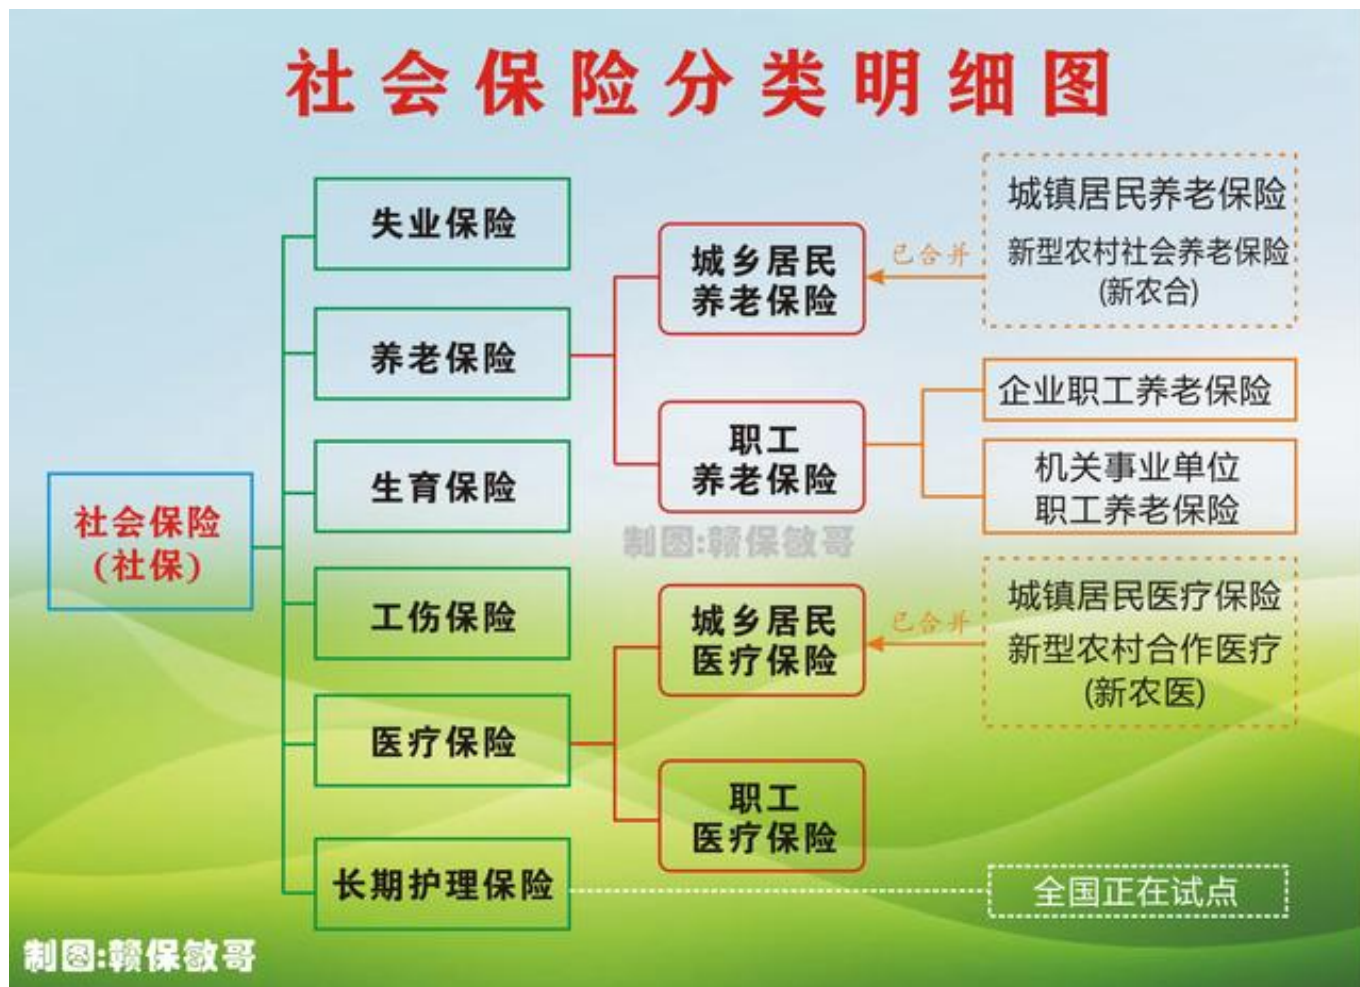 社会保险分类明细图
失业保险
养老保险
生育保险
社会保险
(社保)
工伤保险
医疗保险
长期护理保险
城乡居民
养老保险
已合并
城镇居民养老保险
新型农村社会养老保险
(新农合)
职工
养老保险
企业职工养老保险
机关事业单位
职工养老保险
制图:赣保敏哥
城乡居民
医疗保险
已合并
城镇居民医疗保险
新型农村合作医疗
(新农医)
职工
医疗保险
全国正在试点
制图:赣保敏哥